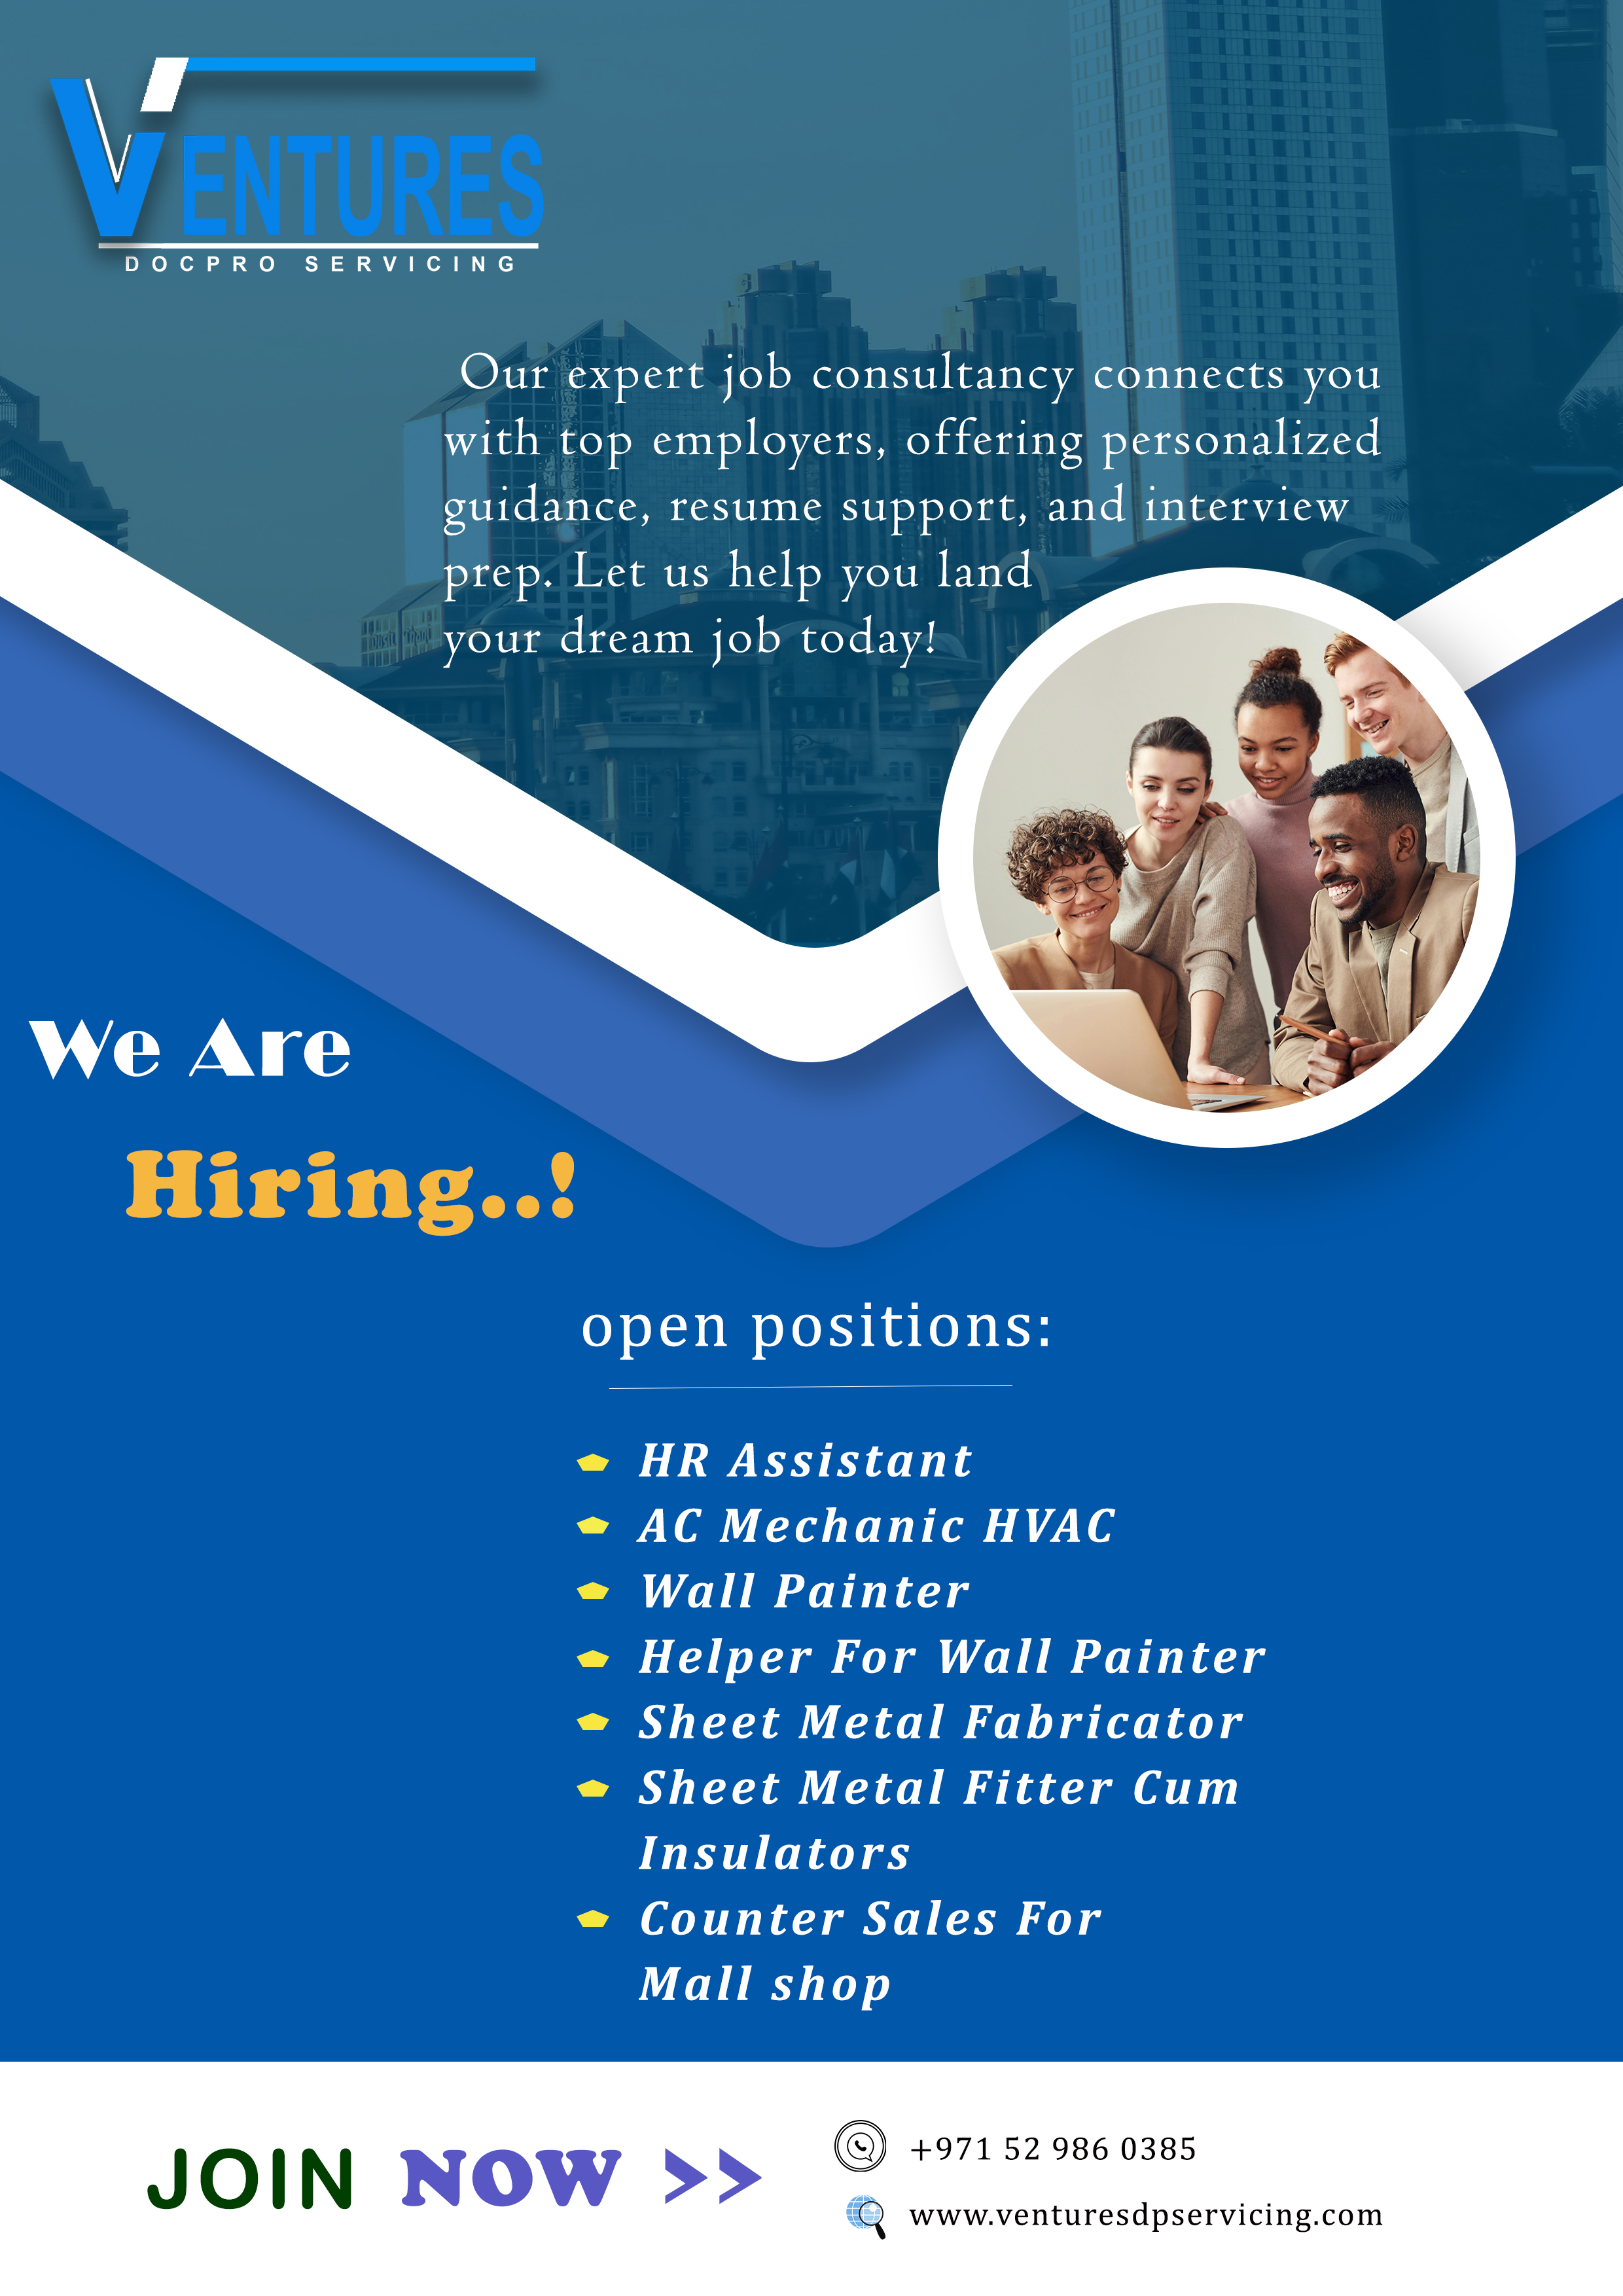 VENTURES
DOCPRO SERVICING
Our expert job consultancy connects you
with top employers, offering personalized
guidance, resume support, and interview
prep. Let us help you land
your dream job today!
We Are
Hiring..!
open positions:
HR Assistant
AC Mechanic HVAC
Wall Painter
Helper For Wall Painter
Sheet Metal Fabricator
Sheet Metal Fitter Cum
Insulators
Counter Sales For
Mall shop
JOIN NOW >>
+971 52 986 0385
www.venturesdpservicing.com